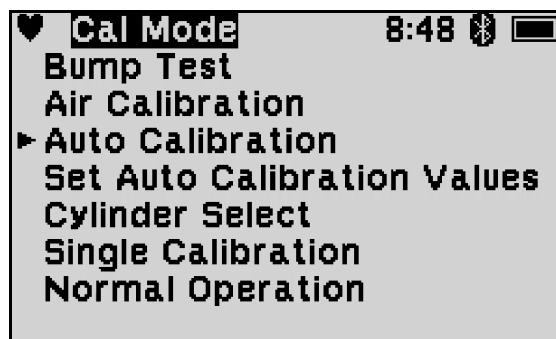 Cal Mode 8:48
Bump Test
Air Calibration
Auto Calibration
Set Auto Calibration Values
Cylinder Select
Single Calibration
Normal Operation